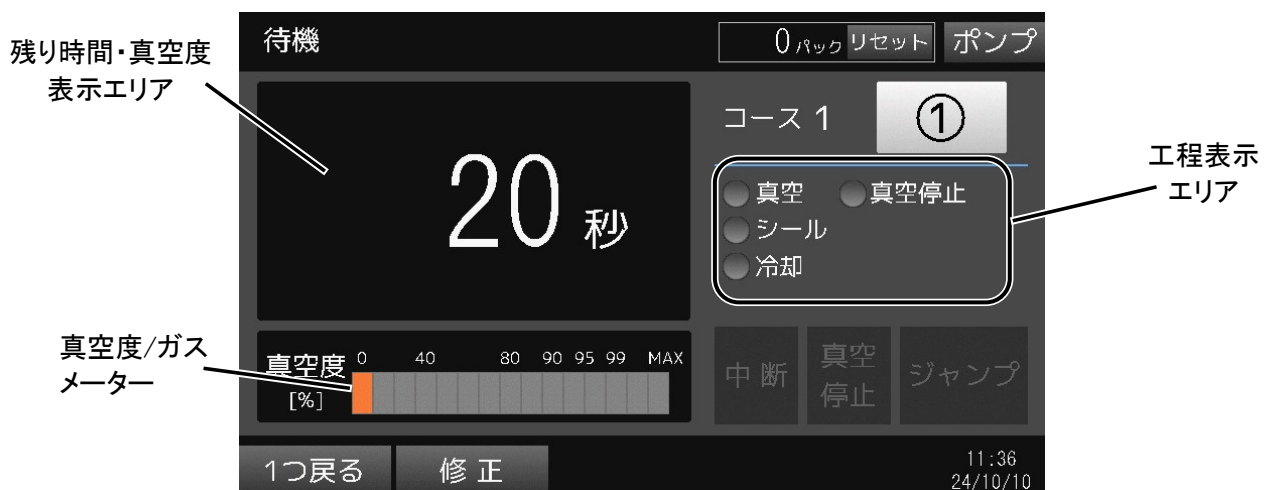 残り時間・真空度
表示エリア
真空度/ガス
メーター
工程表示
エリア
待機
0 パック リセット ポンプ
20 秒
コース 1 ①
真空 真空停止
シール
冷却
真空度 0 40 80 90 95 99 MAX
[%]
中断 真空
停止 ジャンプ
1つ戻る 修正
11:36
24/10/10